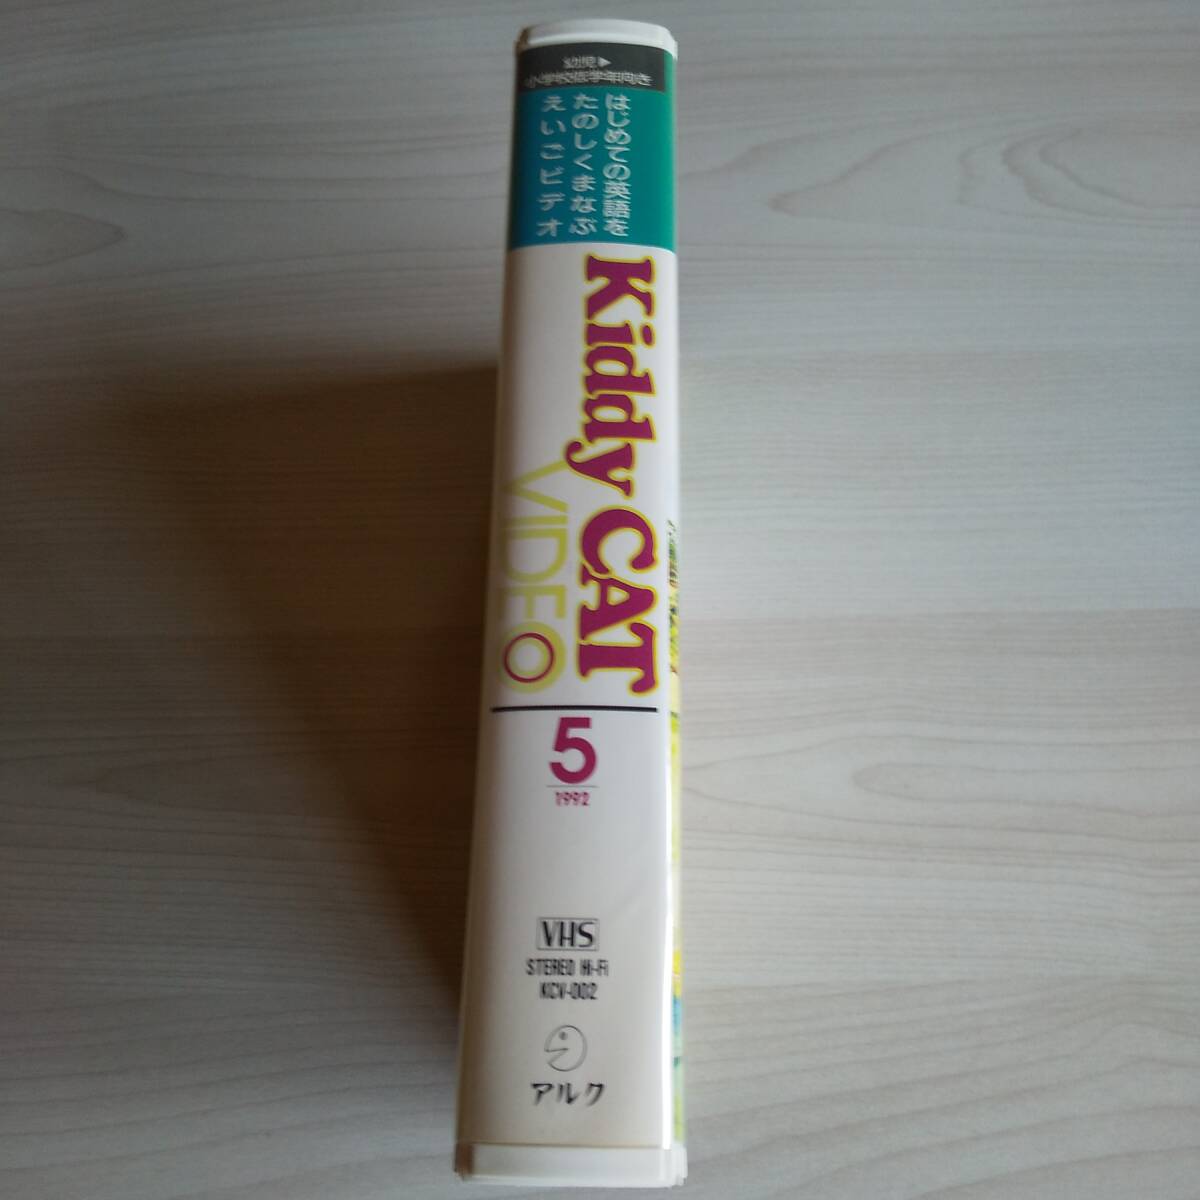 幼児▶
小学校低学年向き
はじめての英語を
たのしくまなぶ
えいごビデオ
Kiddy CAT
VIDEO
5
1992
VHS
STEREO Hi-Fi
KCV-002
アルク